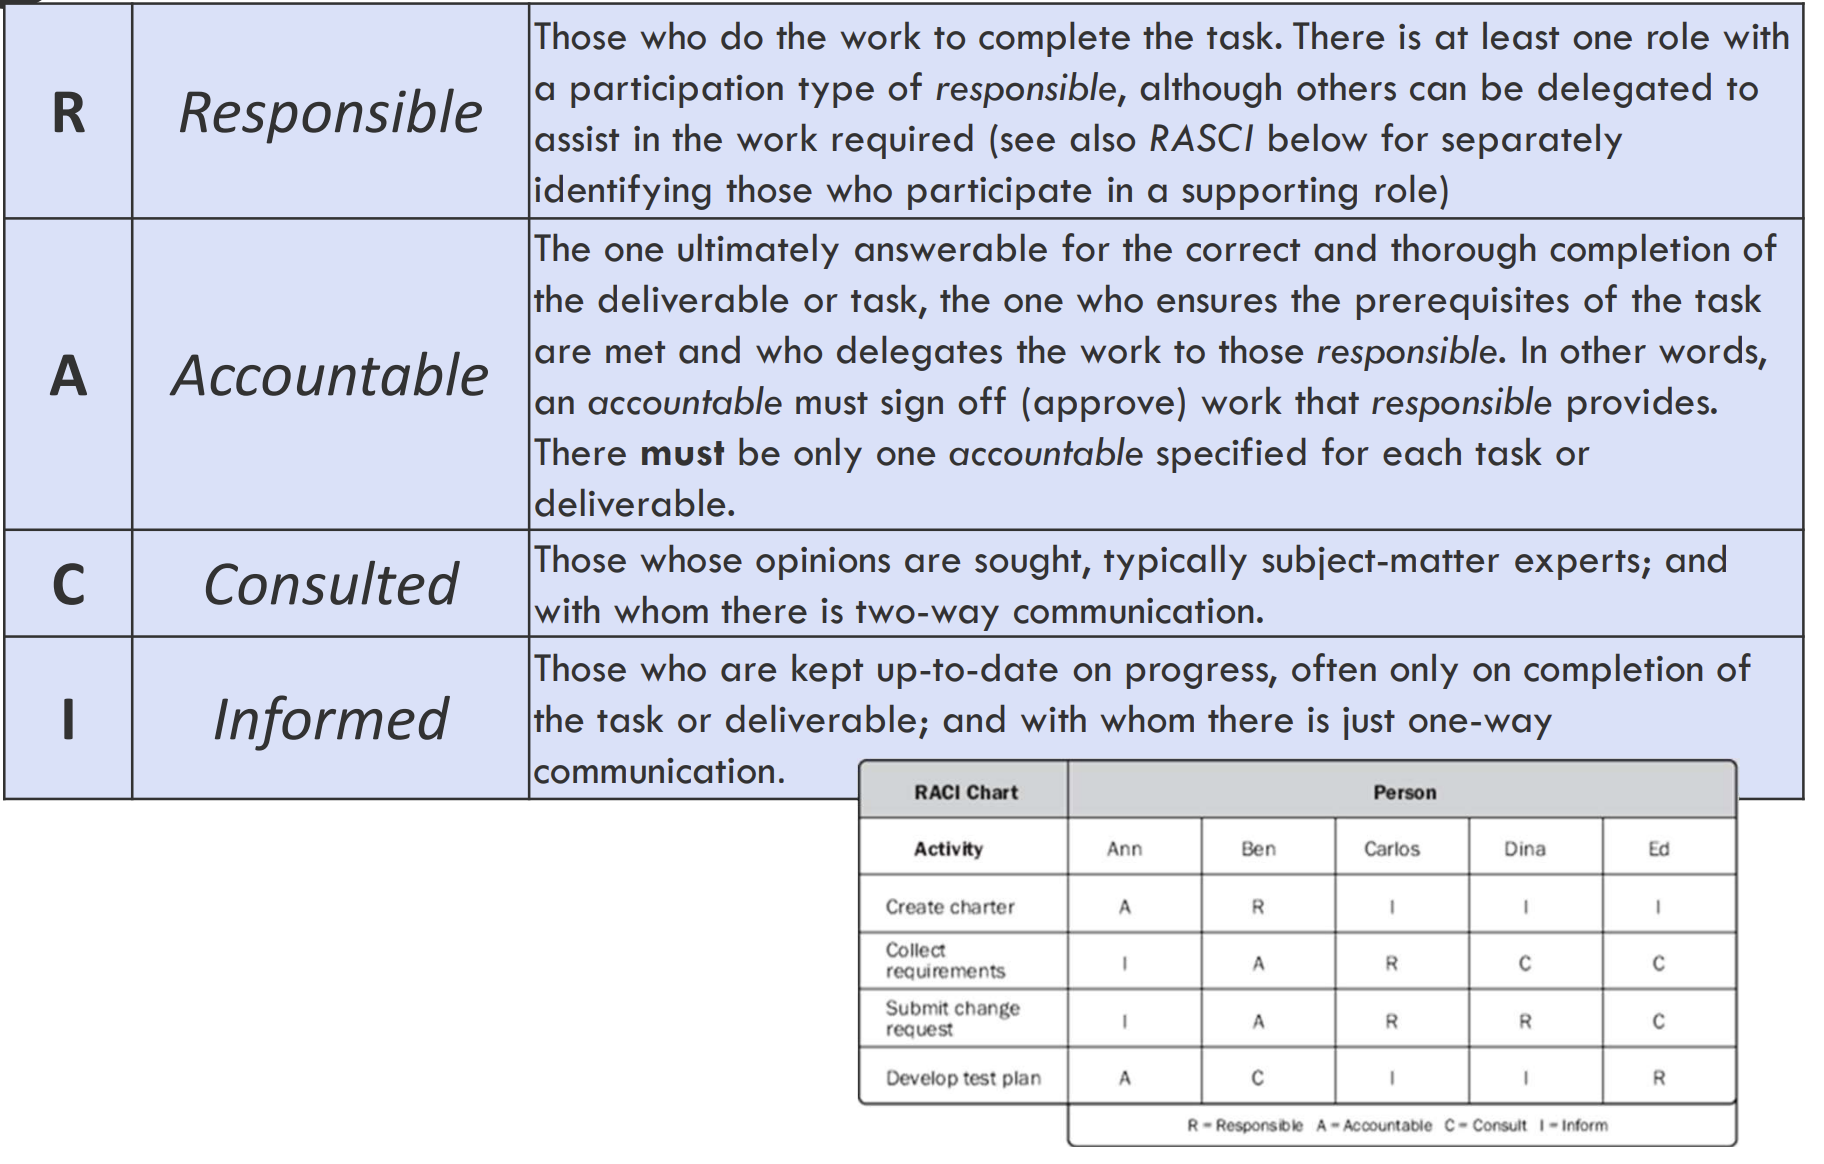 R
Responsible
Those who do the work to complete the task. There is at least one role with
a participation type of responsible, although others can be delegated to
assist in the work required (see also RASCI below for separately
identifying those who participate in a supporting role)
A
Accountable
The one ultimately answerable for the correct and thorough completion of
the deliverable or task, the one who ensures the prerequisites of the task
are met and who delegates the work to those responsible. In other words,
an accountable must sign off (approve) work that responsible provides.
There must be only one accountable specified for each task or
deliverable.
C
Consulted
Those whose opinions are sought, typically subject-matter experts; and
with whom there is two-way communication.
I
Informed
Those who are kept up-to-date on progress, often only on completion of
the task or deliverable; and with whom there is just one-way
communication.
RACI Chart Person
Activity Ann Ben Carlos Dina Ed
Create charter A R I I I
Collect
requirements I A R C C
Submit change
request I A R R C
Develop test plan A C I I R
R = Responsible A = Accountable C = Consult I = Inform